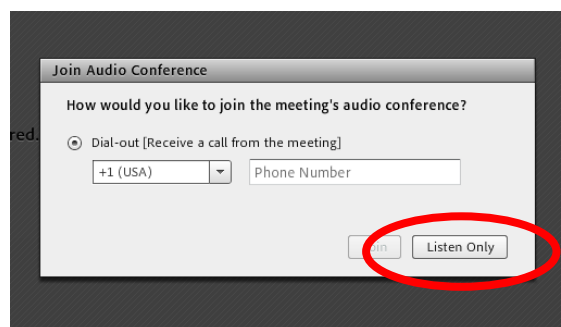 Join Audio Conference
How would you like to join the meeting's audio conference?
red.
Dial-out [Receive a call from the meeting]
+1 (USA) Phone Number
Join Listen Only